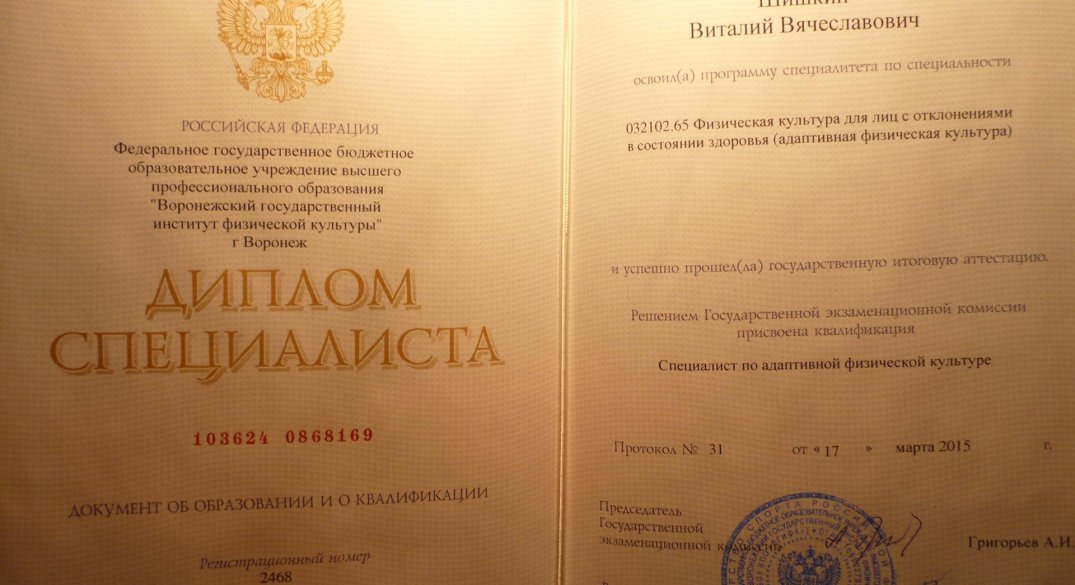 РОССИЙСКАЯ ФЕДЕРАЦИЯ
Федеральное государственное бюджетное
образовательное учреждение высшего
профессионального образования
"Воронежский государственный
институт физической культуры"
г Воронеж
ДИПЛОМ
СПЕЦИАЛИСТА
103624 0868169
ДОКУМЕНТ ОБ ОБРАЗОВАНИИ И О КВАЛИФИКАЦИИ
Регистрационный номер
2468
Шишкин
Виталий Вячеславович
освоил(а) программу специалитета по специальности
032102.65 Физическая культура для лиц с отклонениями
в состоянии здоровья (адаптивная физическая культура)
и успешно прошел(ла) государственную итоговую аттестацию.
Решением Государственной экзаменационной комиссии
присвоена квалификация
Специалист по адаптивной физической культуре
Протокол № 31 от «17» марта 2015 г.
Председатель
Государственной
экзаменационной комиссии
Григорьев А.И.